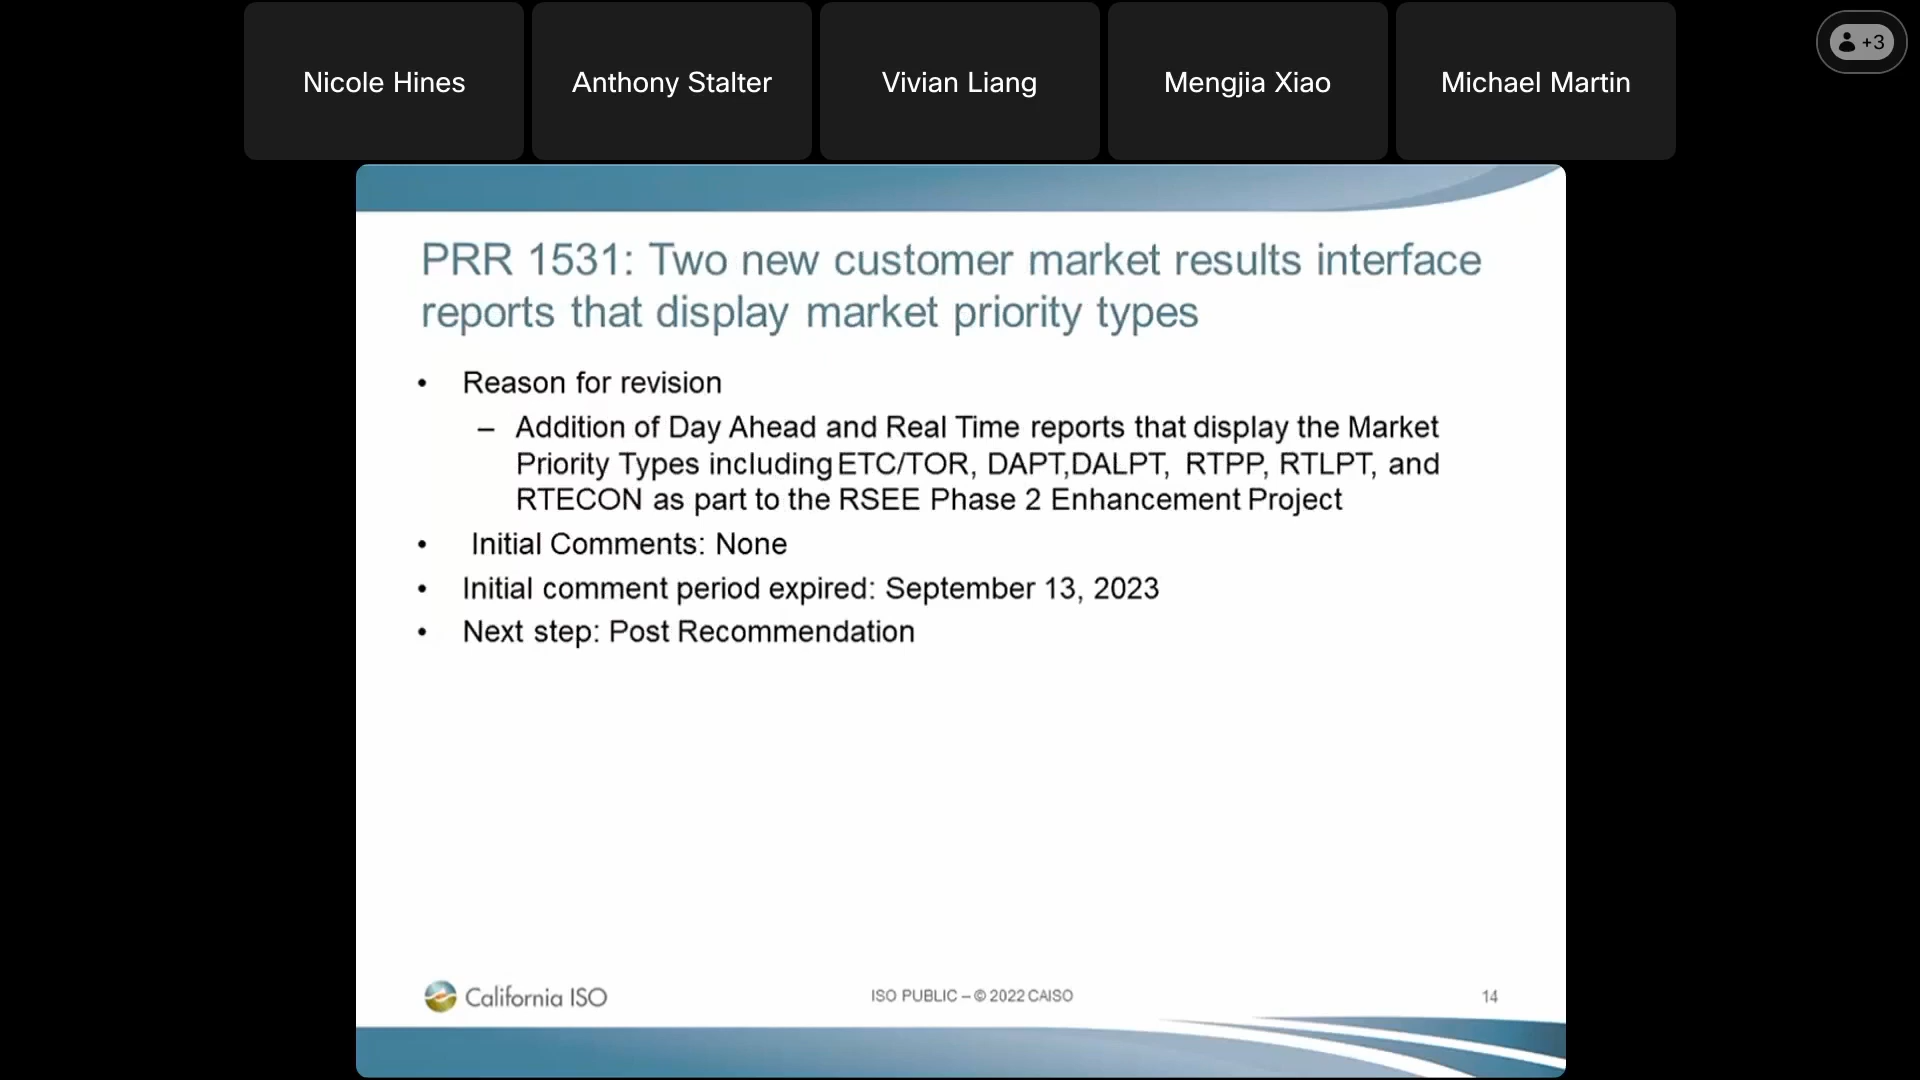 Nicole Hines
Anthony Stalter
Vivian Liang
Mengjia Xiao
Michael Martin
+3
PRR 1531: Two new customer market results interface
reports that display market priority types
• Reason for revision
– Addition of Day Ahead and Real Time reports that display the Market
Priority Types including ETC/TOR, DAPT,DALPT, RTPP, RTLPT, and
RTECON as part to the RSEE Phase 2 Enhancement Project
• Initial Comments: None
• Initial comment period expired: September 13, 2023
• Next step: Post Recommendation
California ISO
ISO PUBLIC – © 2022 CAISO
14